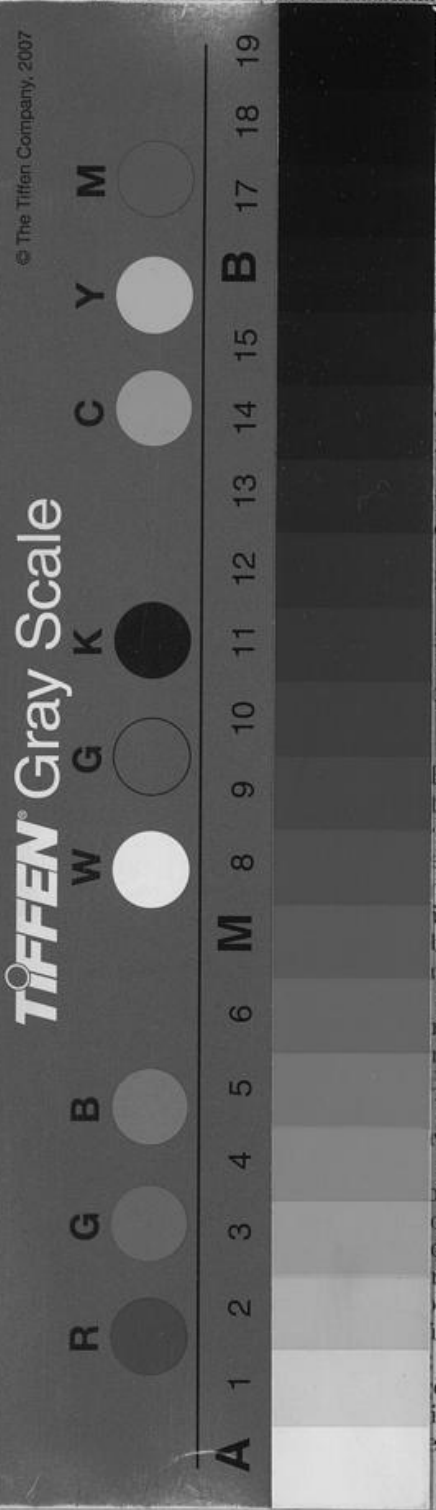 © The Tiffen Company, 2007
TIFFEN® Gray Scale
R G B W G K C Y M
A 1 2 3 4 5 6 M 8 9 10 11 12 13 14 15 B 17 18 19